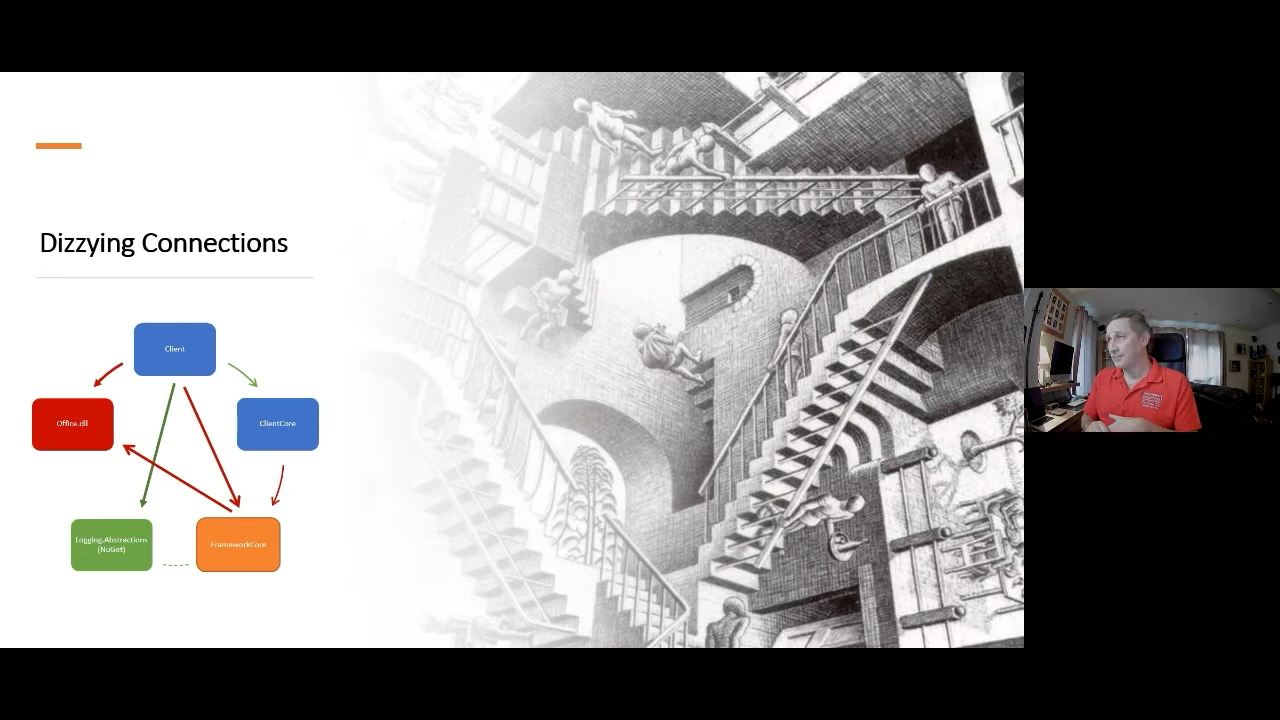 Dizzying Connections
Client
Office.dll
ClientCore
Logging.Abstractions
(NuGet)
FrameworkCore